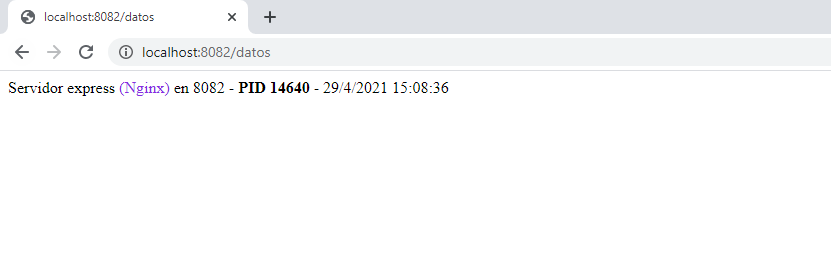 localhost:8082/datos
localhost:8082/datos
Servidor express (Nginx) en 8082 - PID 14640 - 29/4/2021 15:08:36